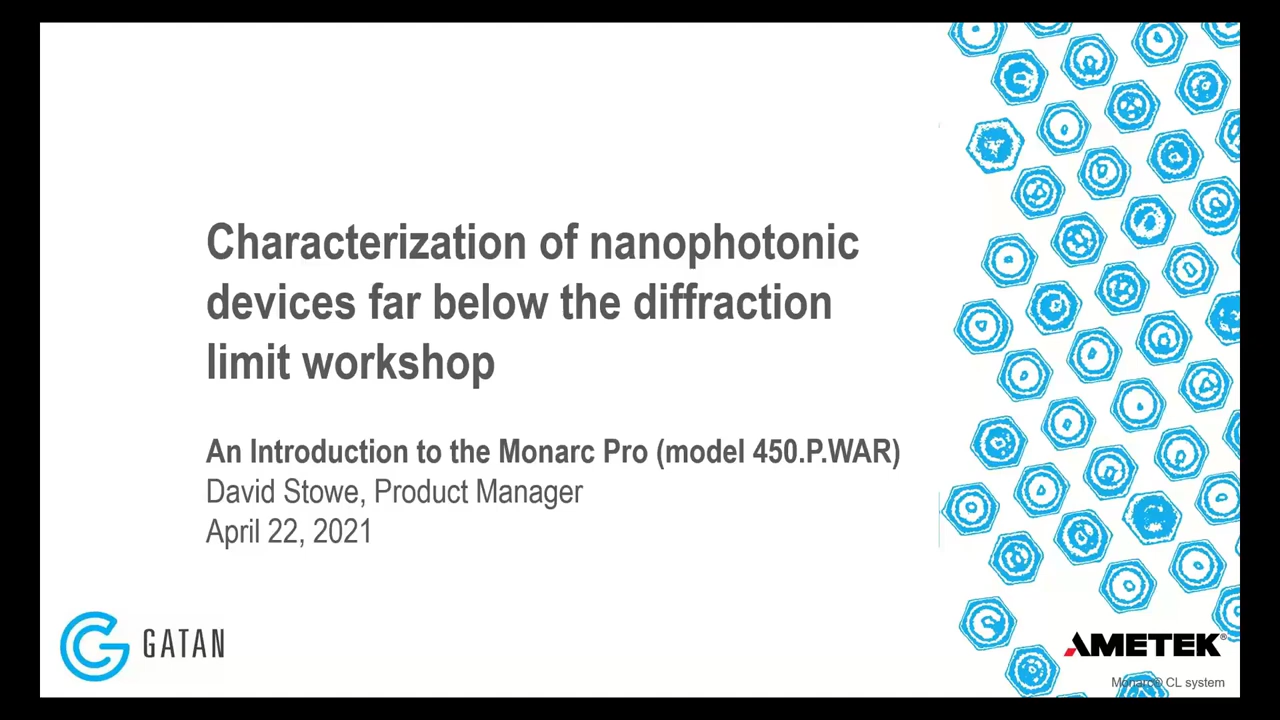 Characterization of nanophotonic
devices far below the diffraction
limit workshop
An Introduction to the Monarc Pro (model 450.P.WAR)
David Stowe, Product Manager
April 22, 2021
GATAN
AMETEK®
Monarc® CL system